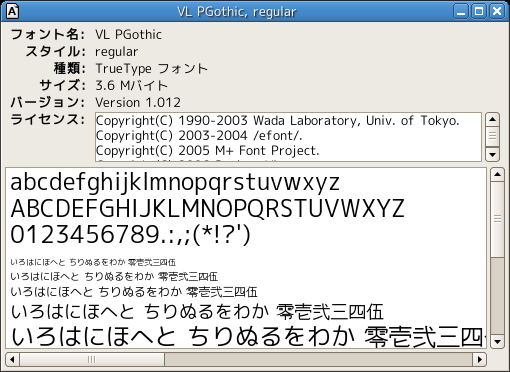 VL PGothic, regular
フォント名: VL PGothic
スタイル: regular
種類: TrueType フォント
サイズ: 3.6 Mバイト
バージョン: Version 1.012
ライセンス: Copyright(C) 1990-2003 Wada Laboratory, Univ. of Tokyo.
Copyright(C) 2003-2004 /efont/.
Copyright(C) 2005 M+ Font Project.
abcdefghijklmnopqrstuvwxyz
ABCDEFGHIJKLMNOPQRSTUVWXYZ
0123456789.:,;(*!?')
いろはにほへと ちりぬるをわか 零壱弐三四伍
いろはにほへと ちりぬるをわか 零壱弐三四伍
いろはにほへと ちりぬるをわか 零壱弐三四伍
いろはにほへと ちりぬるをわか 零壱弐三四伍
いろはにほへと ちりぬるをわか 零壱弐三四